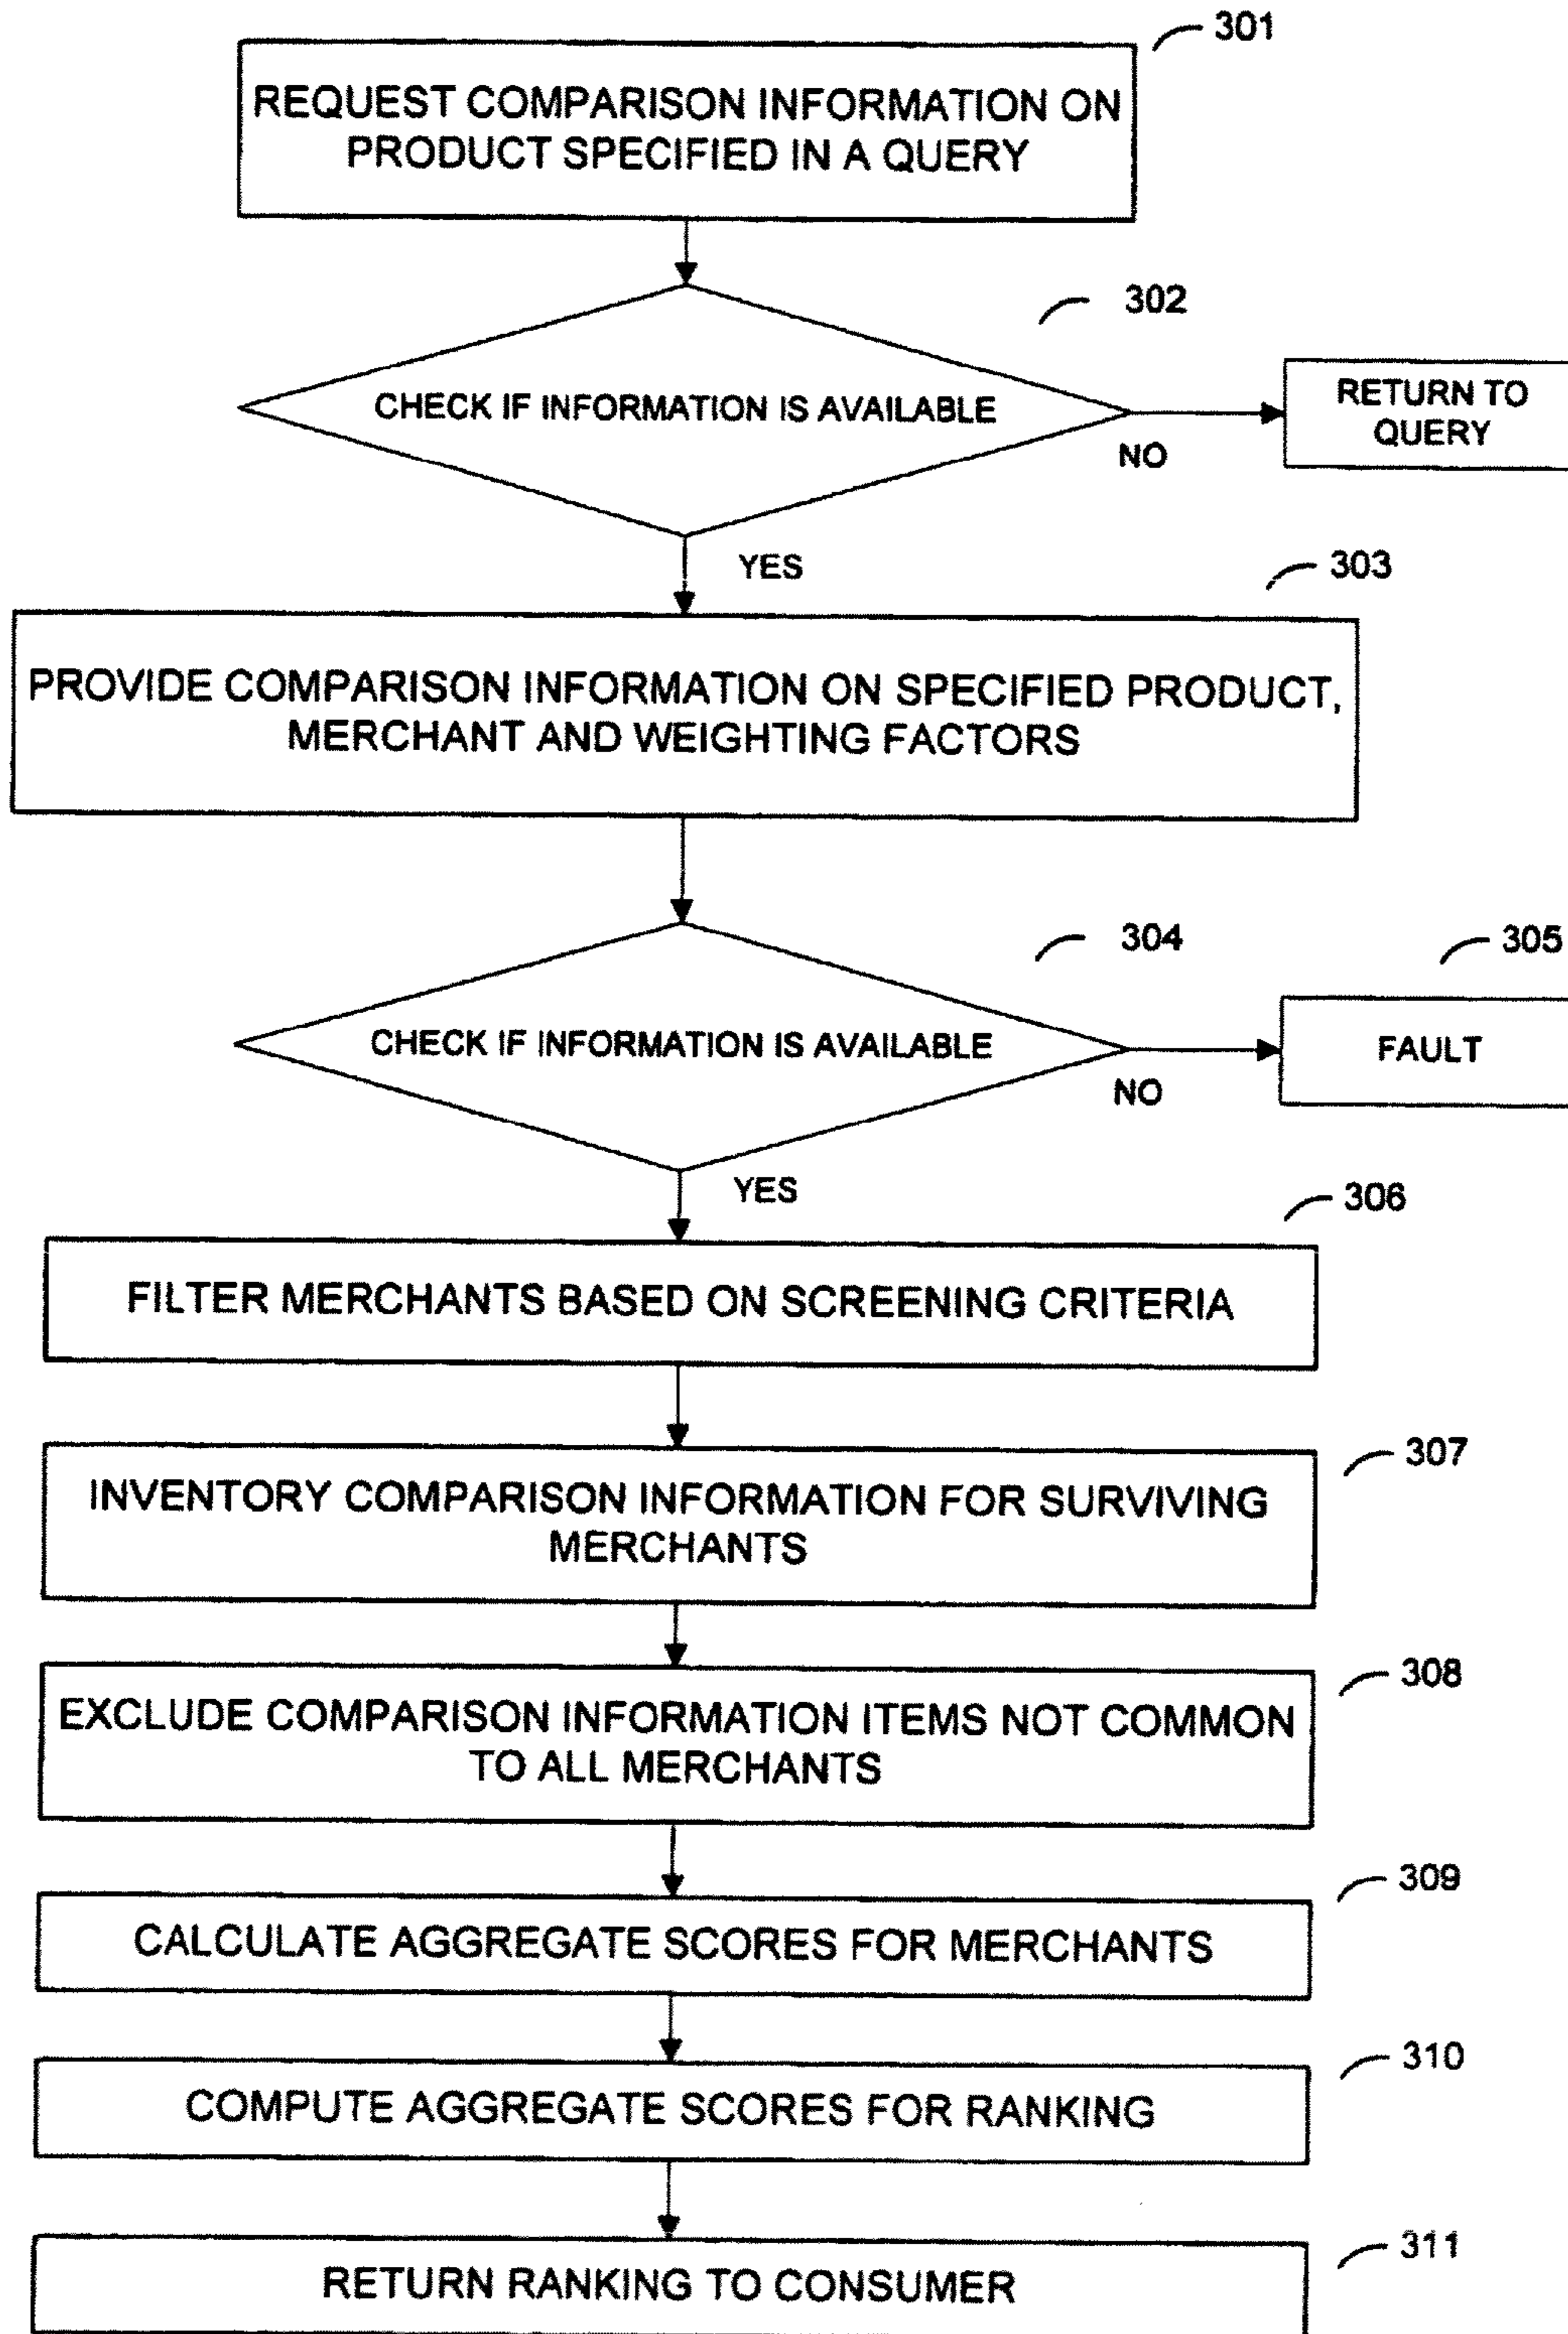 301
REQUEST COMPARISON INFORMATION ON
PRODUCT SPECIFIED IN A QUERY
302
CHECK IF INFORMATION IS AVAILABLE
NO
RETURN TO
QUERY
YES
303
PROVIDE COMPARISON INFORMATION ON SPECIFIED PRODUCT,
MERCHANT AND WEIGHTING FACTORS
304
305
CHECK IF INFORMATION IS AVAILABLE
NO
FAULT
YES
306
FILTER MERCHANTS BASED ON SCREENING CRITERIA
307
INVENTORY COMPARISON INFORMATION FOR SURVIVING
MERCHANTS
308
EXCLUDE COMPARISON INFORMATION ITEMS NOT COMMON
TO ALL MERCHANTS
309
CALCULATE AGGREGATE SCORES FOR MERCHANTS
310
COMPUTE AGGREGATE SCORES FOR RANKING
311
RETURN RANKING TO CONSUMER